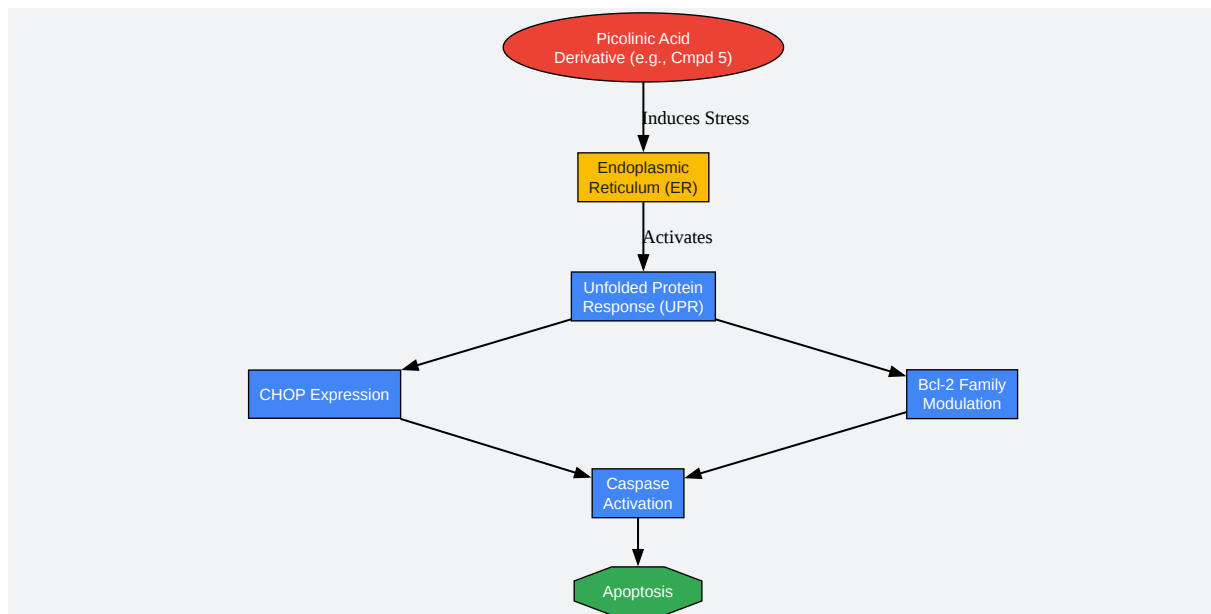 Picolinic Acid
Derivative (e.g., Cmpd 5)
Induces Stress
Endoplasmic
Reticulum (ER)
Activates
Unfolded Protein
Response (UPR)
CHOP Expression
Bcl-2 Family
Modulation
Caspase
Activation
Apoptosis